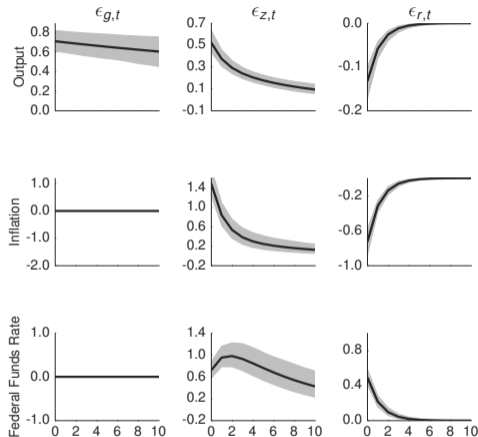 ϵg,t ϵz,t ϵr,t
Output
0.8 0.6 0.4 0.2 0.0
0.7 0.5 0.3 0.1 -0.1
0.0 -0.1 -0.2
Inflation
1.0 0.0 -1.0 -2.0
1.4 1.0 0.6 0.2 -0.2
-0.2 -0.6 -1.0
Federal Funds Rate
1.0 0.0 -1.0
1.4 1.0 0.6 0.2 -0.2
0.8 0.4 0.0
0 2 4 6 8 10 0 2 4 6 8 10 0 2 4 6 8 10